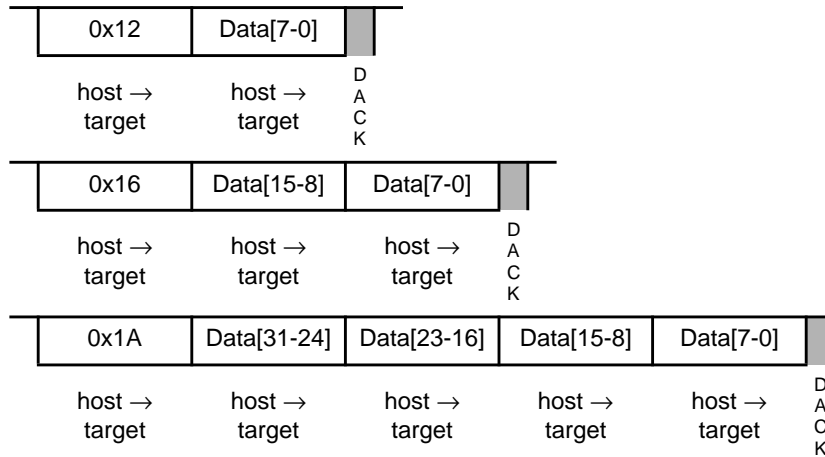 0x12 Data[7-0]
host → host →
target target
D
A
C
K
0x16 Data[15-8] Data[7-0]
host → host → host →
target target target
D
A
C
K
0x1A Data[31-24] Data[23-16] Data[15-8] Data[7-0]
host → host → host → host → host →
target target target target target
D
A
C
K